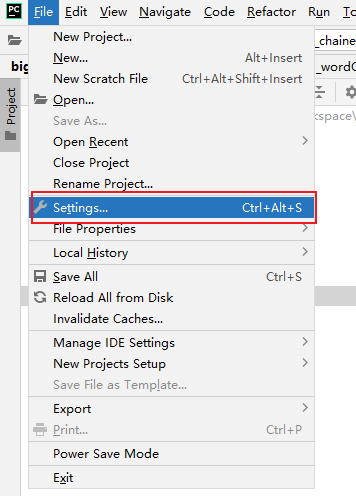 PC File Edit View Navigate Code Refactor Run T
_chaine
big
_wordC
Project
kspace\
New Project...
New... Alt+Insert
New Scratch File Ctrl+Alt+Shift+Insert
Open...
Save As...
Open Recent
Close Project
Rename Project...
Settings... Ctrl+Alt+S
File Properties
Local History
Save All Ctrl+S
Reload All from Disk
Invalidate Caches...
Manage IDE Settings
New Projects Setup
Save File as Template...
Export
Print... Ctrl+P
Power Save Mode
Exit